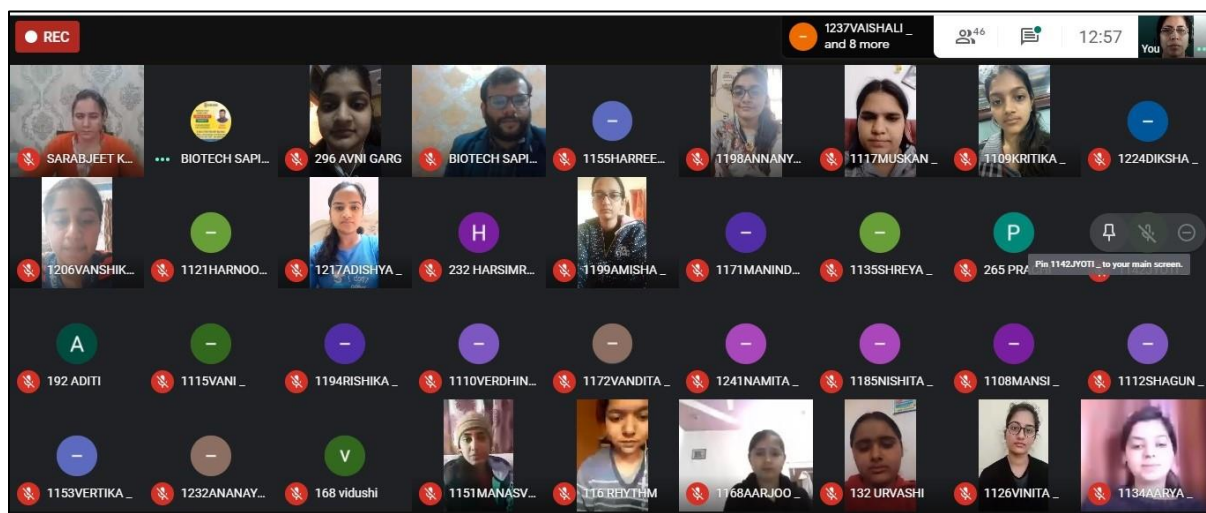 REC
1237VAISHALI _
and 8 more
46
12:57
You
SARABJEET K...
BIOTECH SAPI...
296 AVNI GARG
BIOTECH SAPI...
1155HARREE...
1198ANNANY...
1117MUSKAN _
1109KRITIKA _
1224DIKSHA _
1206VANSHIK...
1121HARNOO...
1217ADISHYA _
H
232 HARSIMR...
1199AMISHA _
1171MANIND...
1135SHREYA _
P
265 PRA
Pin 1142JYOTI _ to your main screen.
A
192 ADITI
1115VANI _
1194RISHIKA _
1110VERDHIN...
1172VANDITA _
1241NAMITA _
1185NISHITA _
1108MANSI _
1112SHAGUN _
1153VERTIKA _
1232ANANAY...
V
168 vidushi
1151MANASV...
116 RHYTHM
1168AARJOO _
132 URVASHI
1126VINITA _
1134AARYA _